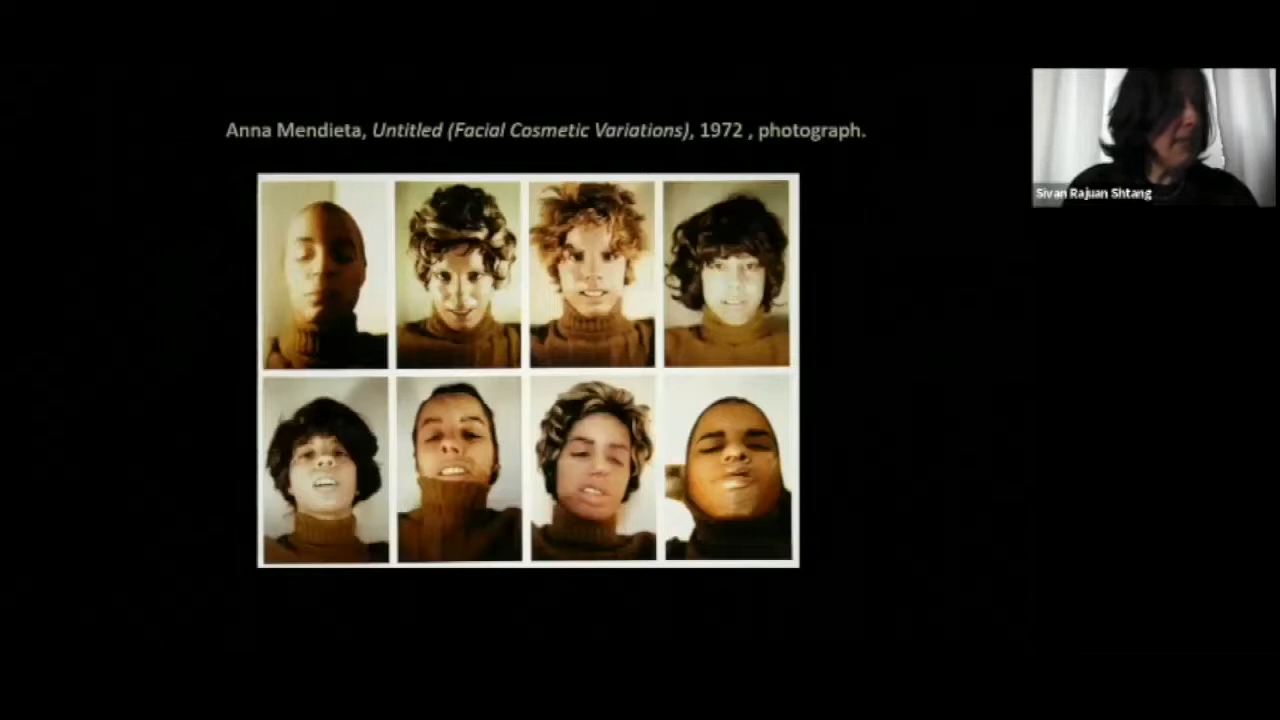 Anna Mendieta, Untitled (Facial Cosmetic Variations), 1972 , photograph.
Sivan Rajuan Shtang